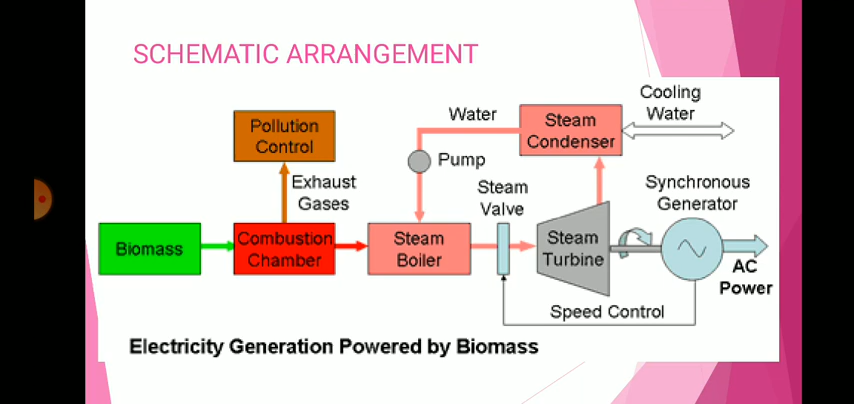 SCHEMATIC ARRANGEMENT
Cooling
Water
Water
Steam
Condenser
Pollution
Control
Pump
Exhaust
Gases
Steam
Valve
Synchronous
Generator
Biomass
Combustion
Chamber
Steam
Boiler
Steam
Turbine
AC
Power
Speed Control
Electricity Generation Powered by Biomass